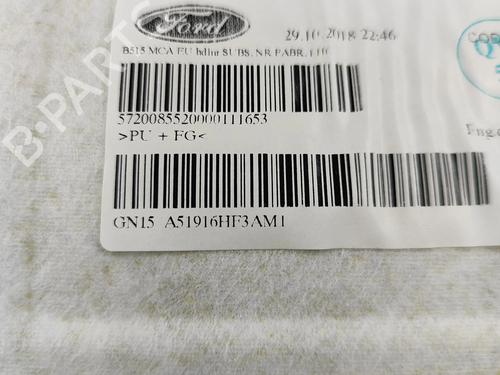 Ford
29.10.2018 22:46
B515 MCA EU hdlnr SUBS. NR FABR.
5720085520000111653
>PU + FG<
GN15 A51916HF3AM1
B-PARTS